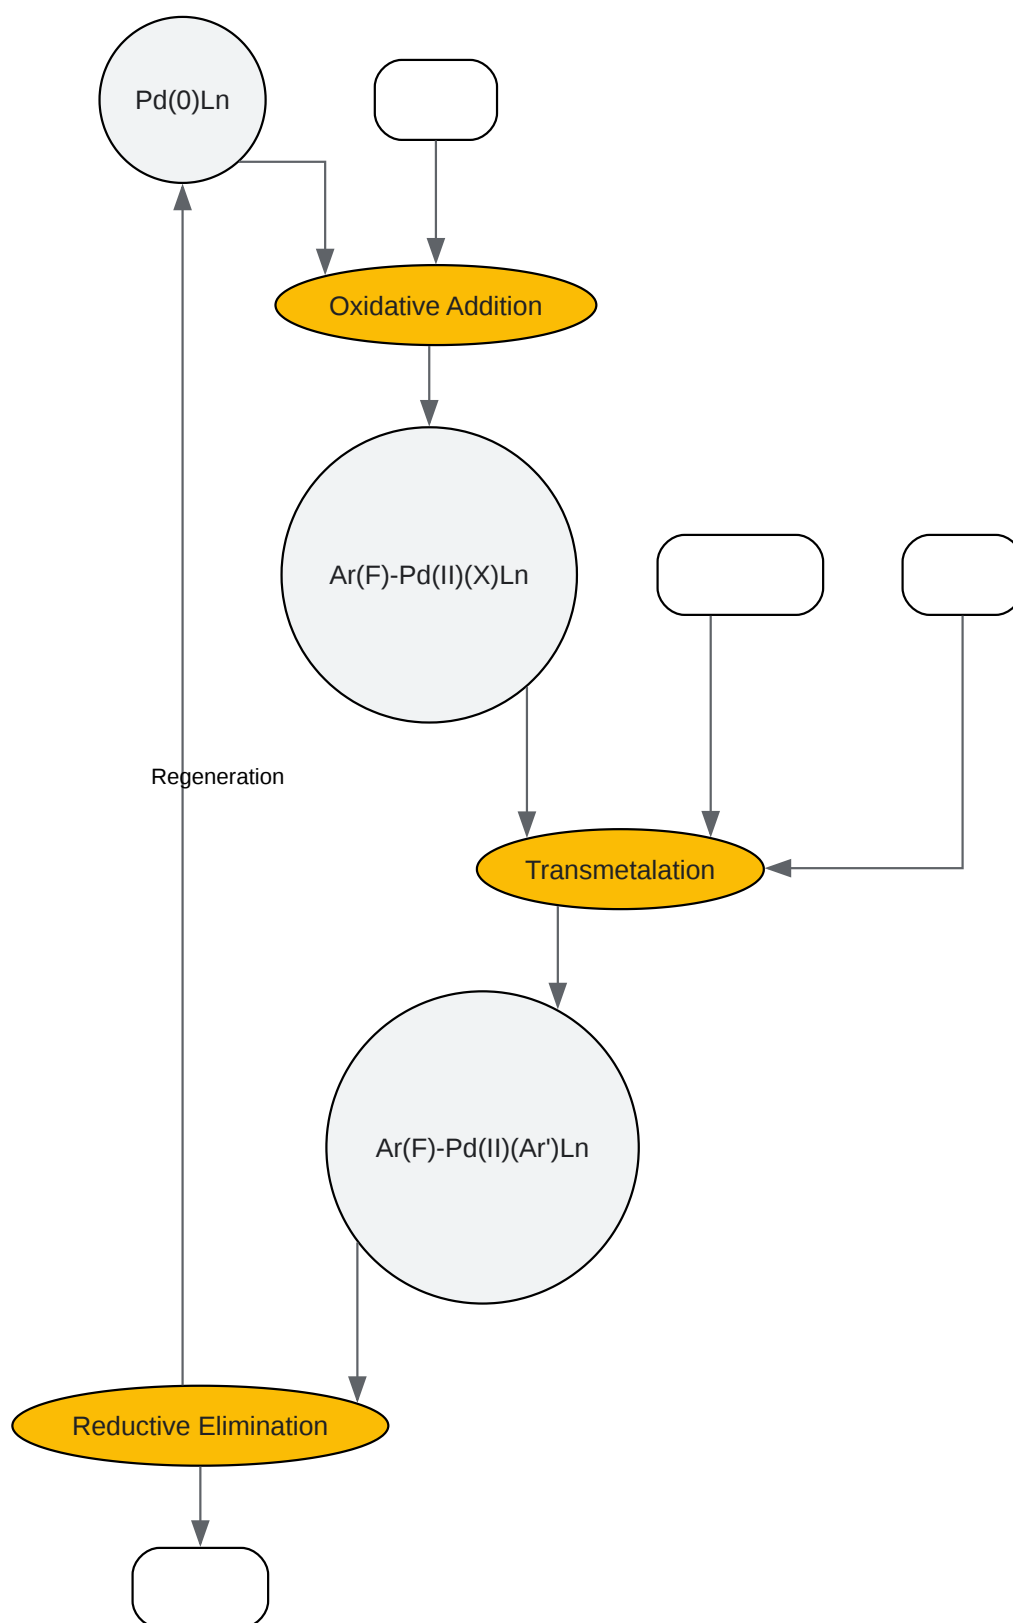 Pd(0)Ln
Oxidative Addition
Ar(F)-Pd(II)(X)Ln
Regeneration
Transmetalation
Ar(F)-Pd(II)(Ar')Ln
Reductive Elimination